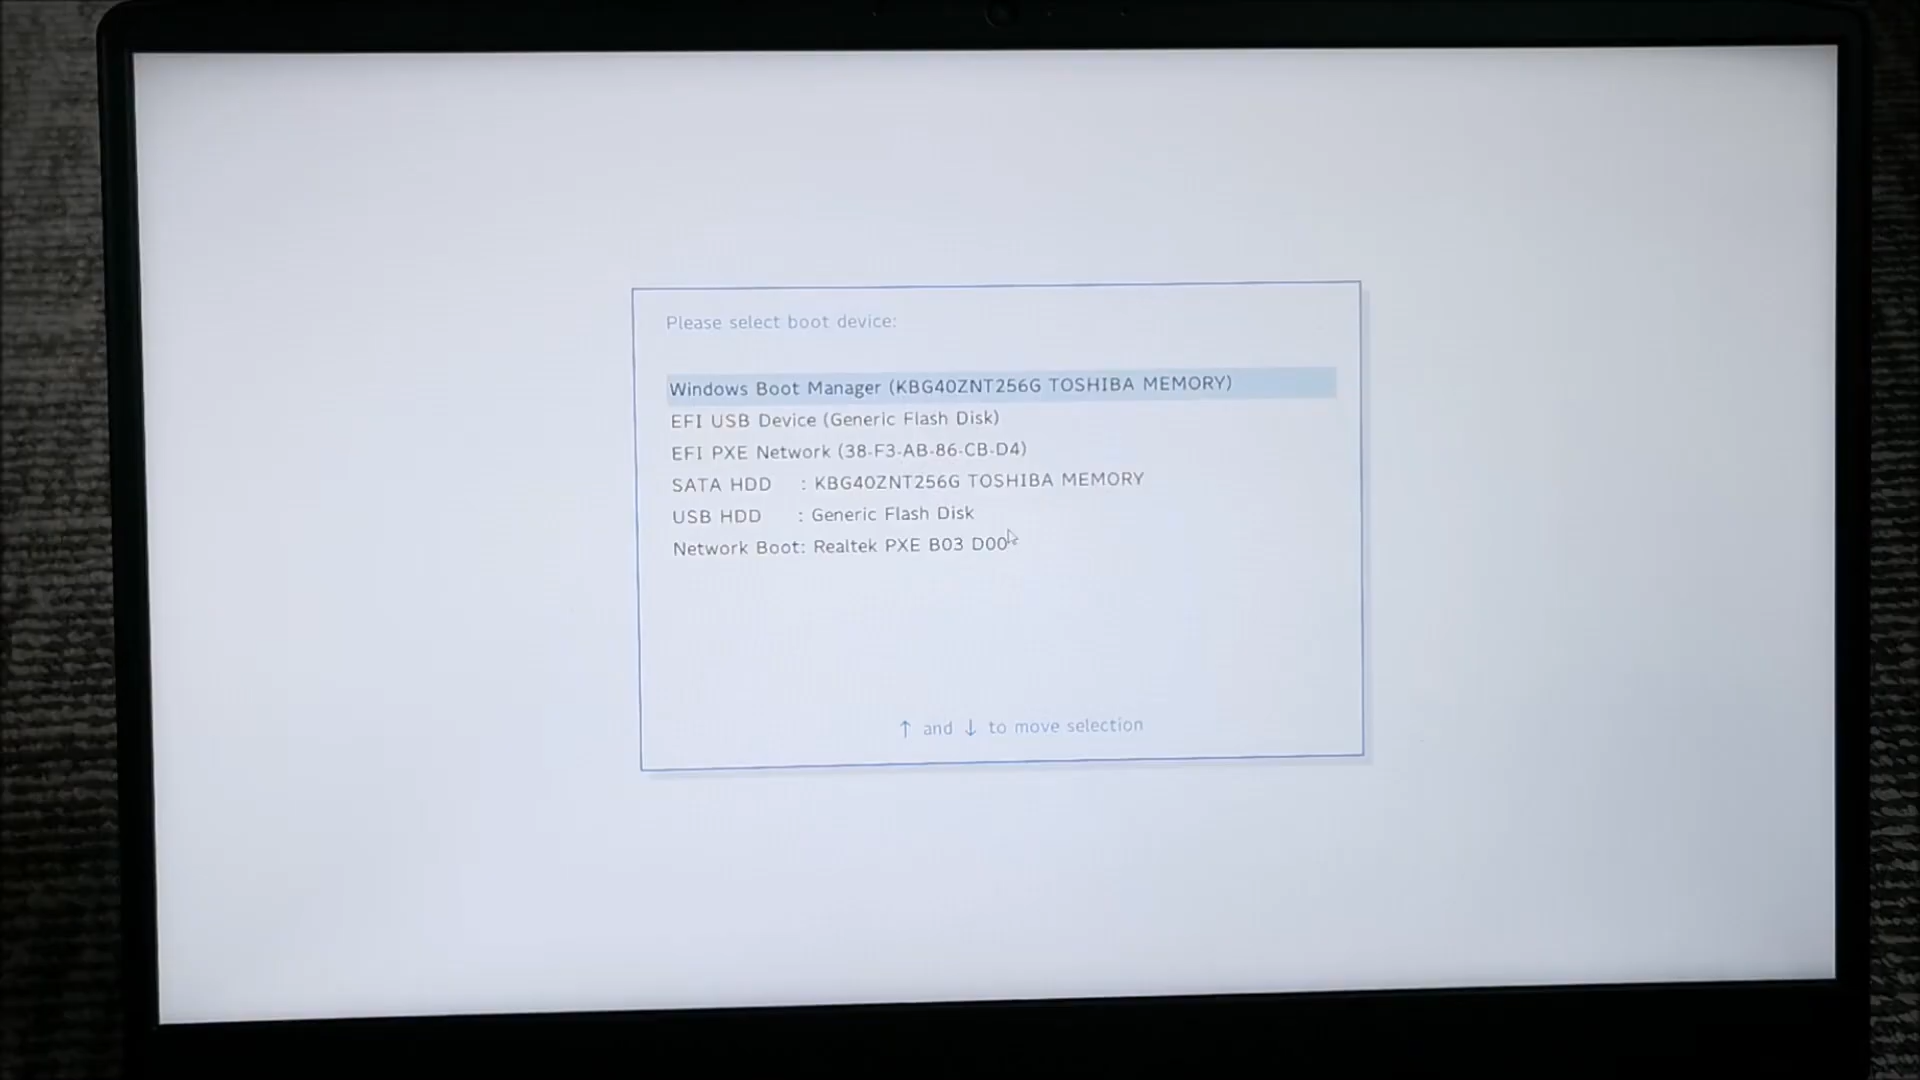 Please select boot device:
Windows Boot Manager (KBG40ZNT256G TOSHIBA MEMORY)
EFI USB Device (Generic Flash Disk)
EFI PXE Network (38-F3-AB-86-CB-D4)
SATA HDD : KBG40ZNT256G TOSHIBA MEMORY
USB HDD : Generic Flash Disk
Network Boot: Realtek PXE B03 D00
↑ and ↓ to move selection